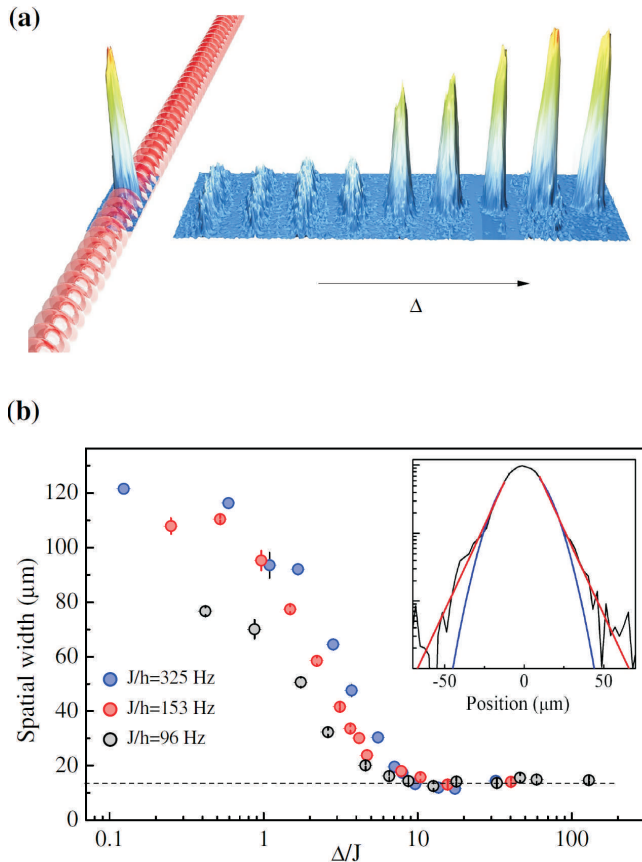 (a)
Δ
(b)
120
100
80
60
40
20
0
Spatial width (μm)
J/h=325 Hz
J/h=153 Hz
J/h=96 Hz
-50 0 50
Position (μm)
0.1 1 10 100
Δ/J